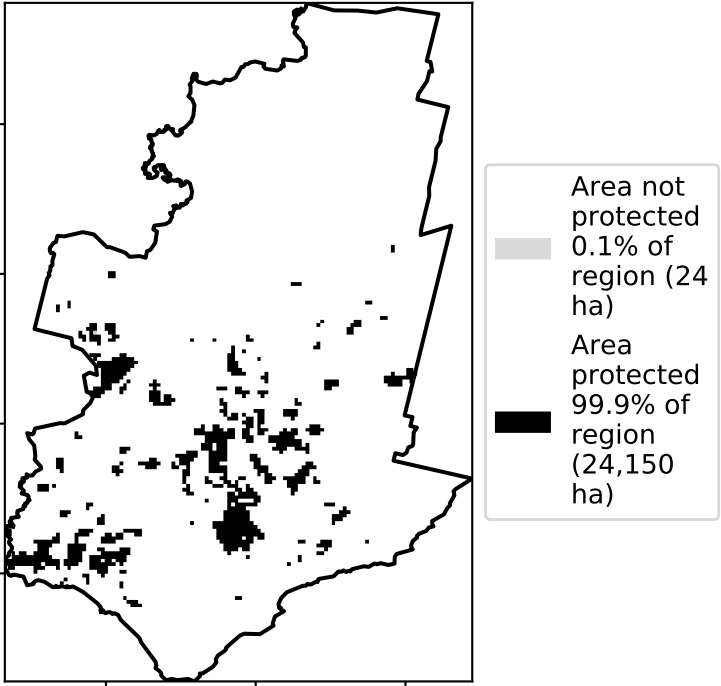 Area not
protected
0.1% of
region (24
ha)
Area
protected
99.9% of
region
(24,150
ha)